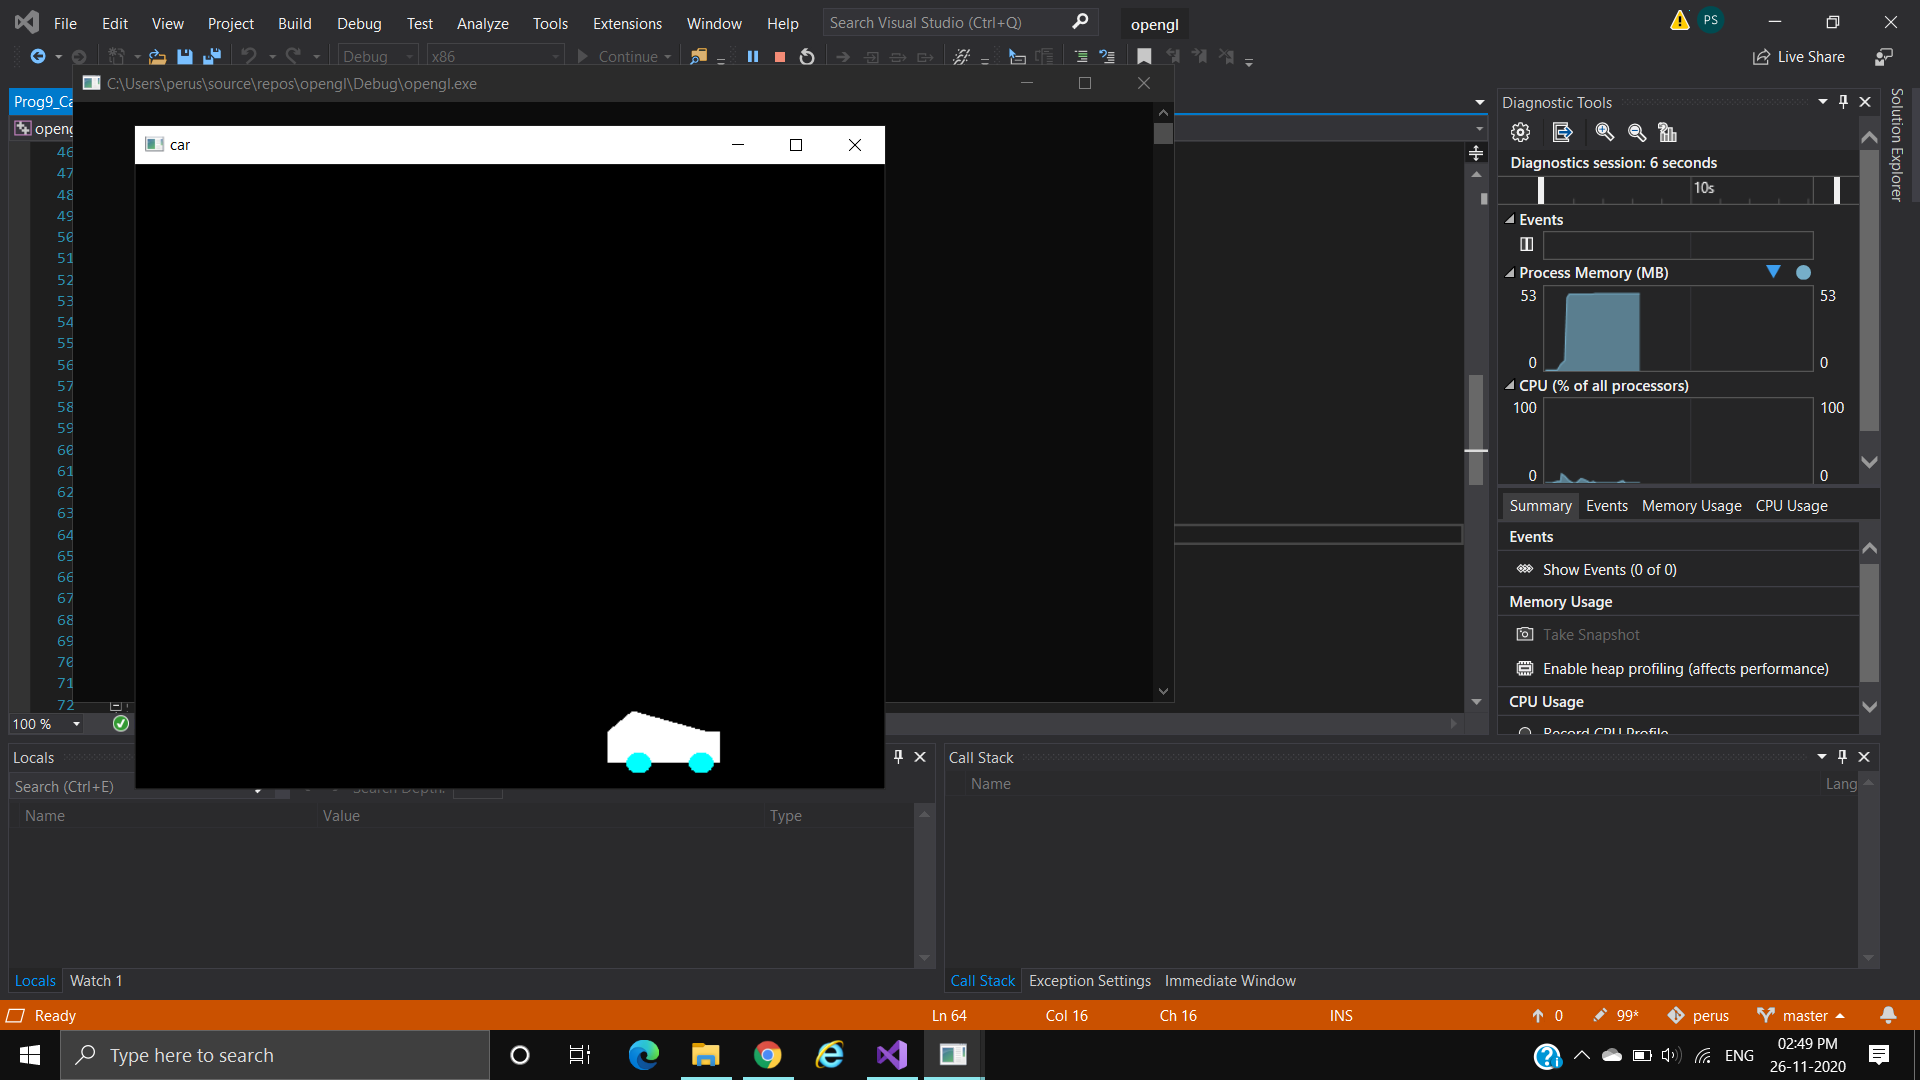 File Edit View Project Build Debug Test Analyze Tools Extensions Window Help Search Visual Studio (Ctrl+Q) opengl PS
Debug x86 Continue Live Share
C:\Users\perus\source\repos\opengl\Debug\opengl.exe
Prog9_Ca
openg
car
46
47
48
49
50
51
52
53
54
55
56
57
58
59
60
61
62
63
64
65
66
67
68
69
70
71
72
100 %
Diagnostic Tools
Diagnostics session: 6 seconds
10s
Events
Process Memory (MB)
53 53
0 0
CPU (% of all processors)
100 100
0 0
Summary Events Memory Usage CPU Usage
Events
Show Events (0 of 0)
Memory Usage
Take Snapshot
Enable heap profiling (affects performance)
CPU Usage
Record CPU Profile
Solution Explorer
Locals
Search (Ctrl+E) Search Depth:
Name Value Type
Locals Watch 1
Call Stack
Name Lang
Call Stack Exception Settings Immediate Window
Ready Ln 64 Col 16 Ch 16 INS 0 99* perus master
Type here to search ENG 02:49 PM
26-11-2020